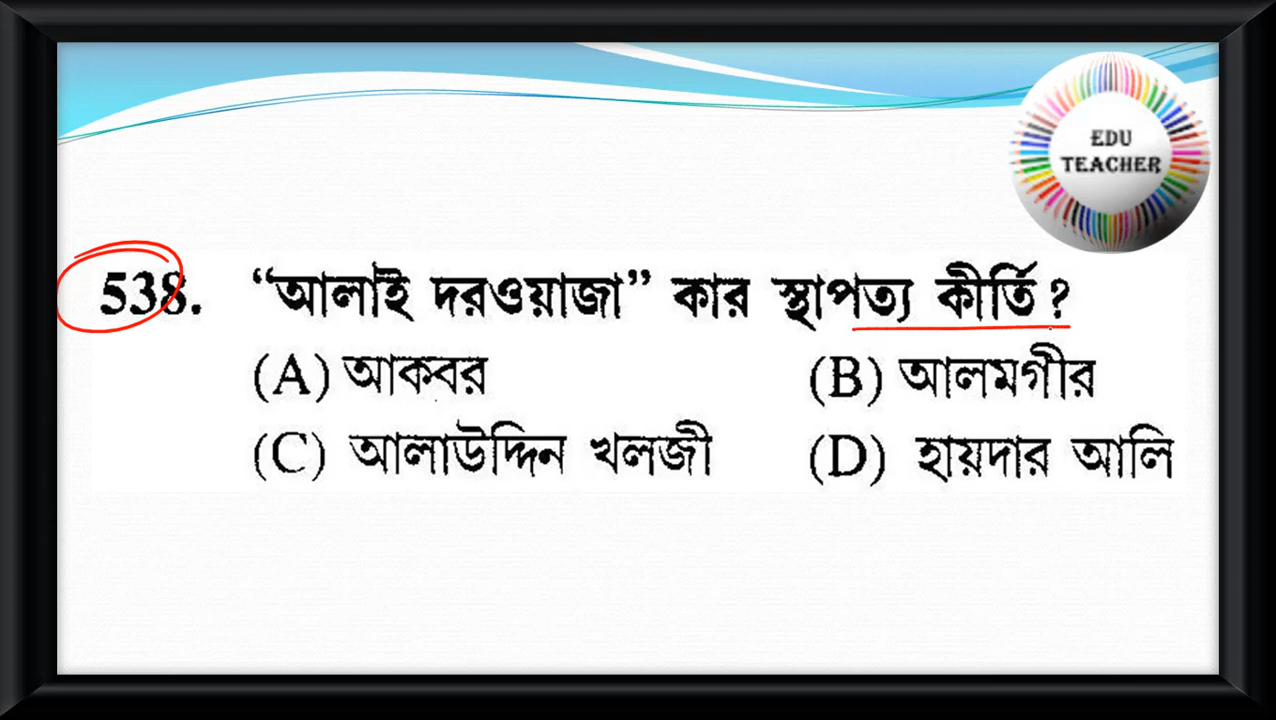 EDU
TEACHER
538. “আলাই দরওয়াজা” কার স্থাপত্য কীর্তি?
(A) আকবর (B) আলমগীর
(C) আলাউদ্দিন খলজী (D) হায়দার আলি